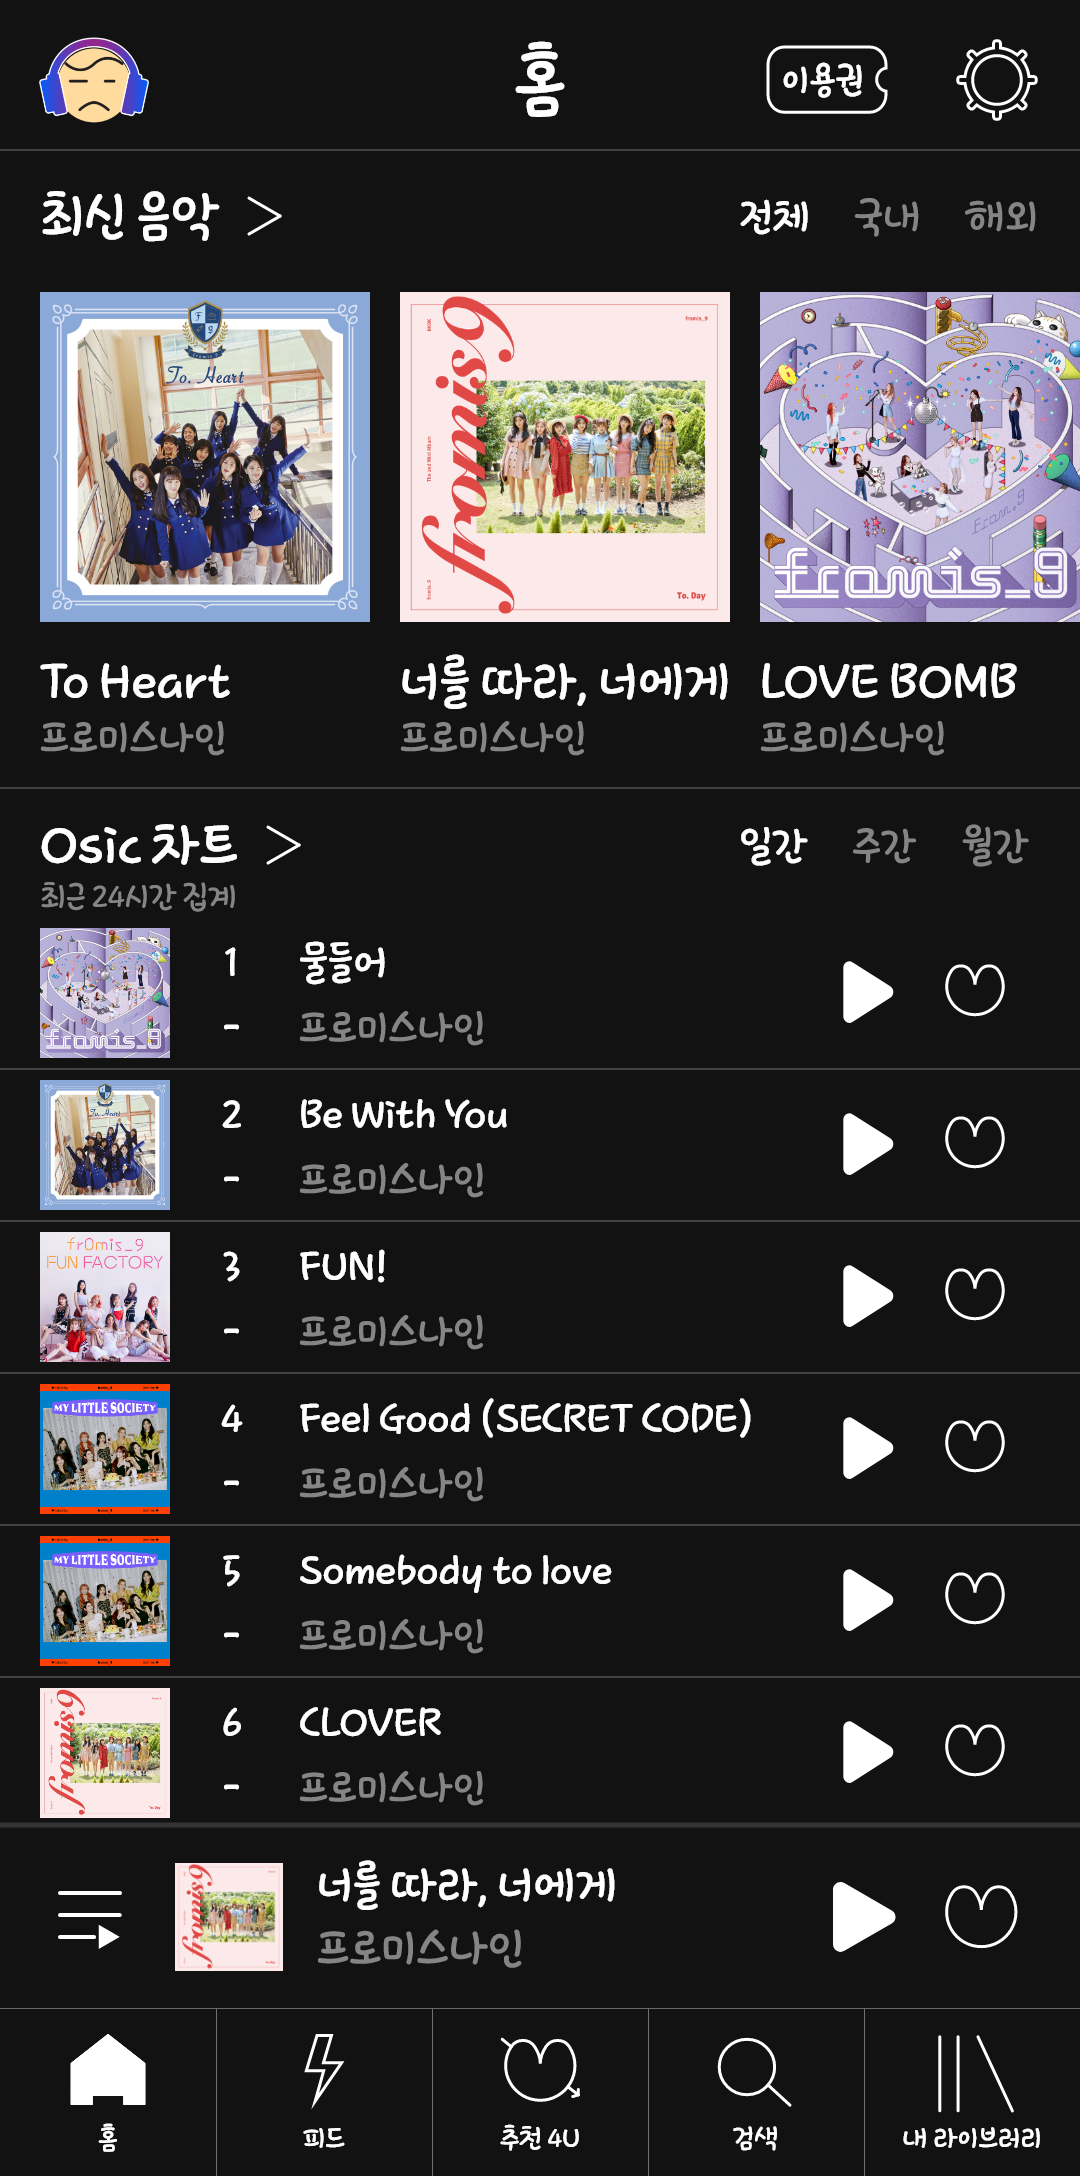 홈
이용권
최신 음악 >
전체 국내 해외
To. Heart
fromis_9
fromis_9
To. Day
From.9
fromis_9
To Heart
너를 따라, 너에게
LOVE BOMB
프로미스나인
프로미스나인
프로미스나인
Osic 차트 >
일간 주간 월간
최근 24시간 집계
fromis_9
1 물들어
- 프로미스나인
To. Heart
2 Be With You
- 프로미스나인
fr0mis_9
FUN FACTORY
3 FUN!
- 프로미스나인
MY LITTLE SOCIETY
4 Feel Good (SECRET CODE)
- 프로미스나인
MY LITTLE SOCIETY
5 Somebody to love
- 프로미스나인
fromis9
6 CLOVER
- 프로미스나인
fromis9
너를 따라, 너에게
프로미스나인
홈
피드
추천 4U
검색
내 라이브러리